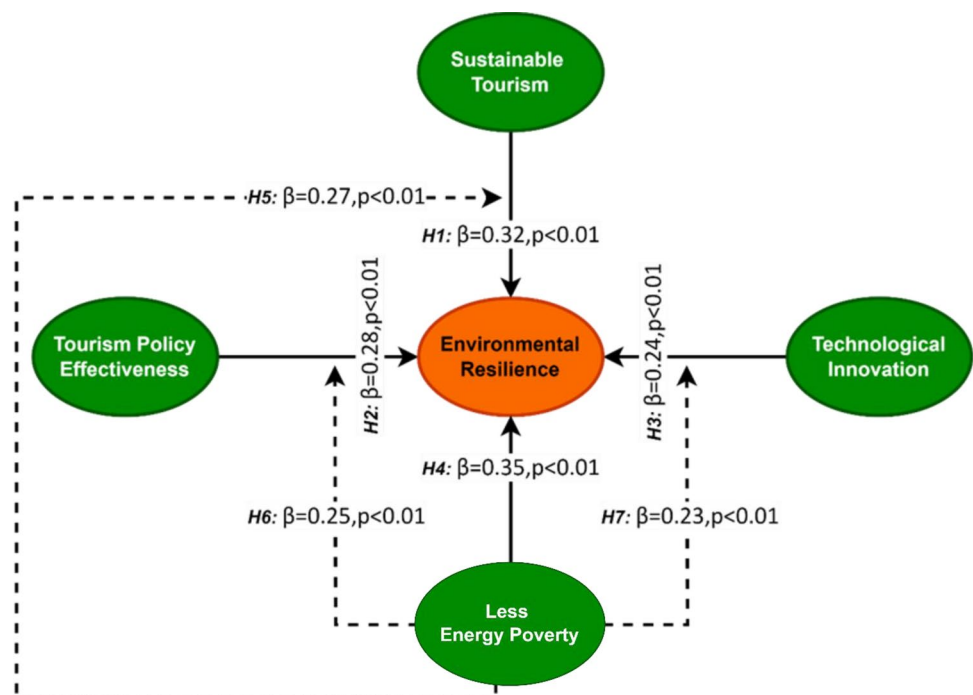 Sustainable
Tourism
H5: β=0.27,p<0.01
H1: β=0.32,p<0.01
Tourism Policy
Effectiveness
H2: β=0.28,p<0.01
Environmental
Resilience
H3: β=0.24,p<0.01
Technological
Innovation
H4: β=0.35,p<0.01
H6: β=0.25,p<0.01
H7: β=0.23,p<0.01
Less
Energy Poverty